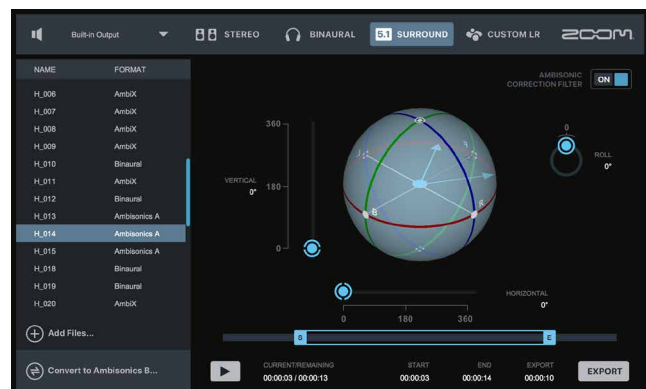 Built-in Output
STEREO
BINAURAL
5.1 SURROUND
CUSTOM LR
ZOOM
NAME FORMAT
H_006 AmbiX
H_007 AmbiX
H_008 AmbiX
H_009 AmbiX
H_010 Binaural
H_011 AmbiX
H_012 Binaural
H_013 Ambisonics A
H_014 Ambisonics A
H_015 Ambisonics A
H_018 Binaural
H_019 Binaural
H_020 AmbiX
Add Files...
Convert to Ambisonics B...
AMBISONIC
CORRECTION FILTER
ON
360
VERTICAL
0°
180
0
0
ROLL
0°
HORIZONTAL
0°
0 180 360
S E
CURRENT/REMAINING
00:00:03 / 00:00:13
START
00:00:03
END
00:00:14
EXPORT
00:00:10
EXPORT